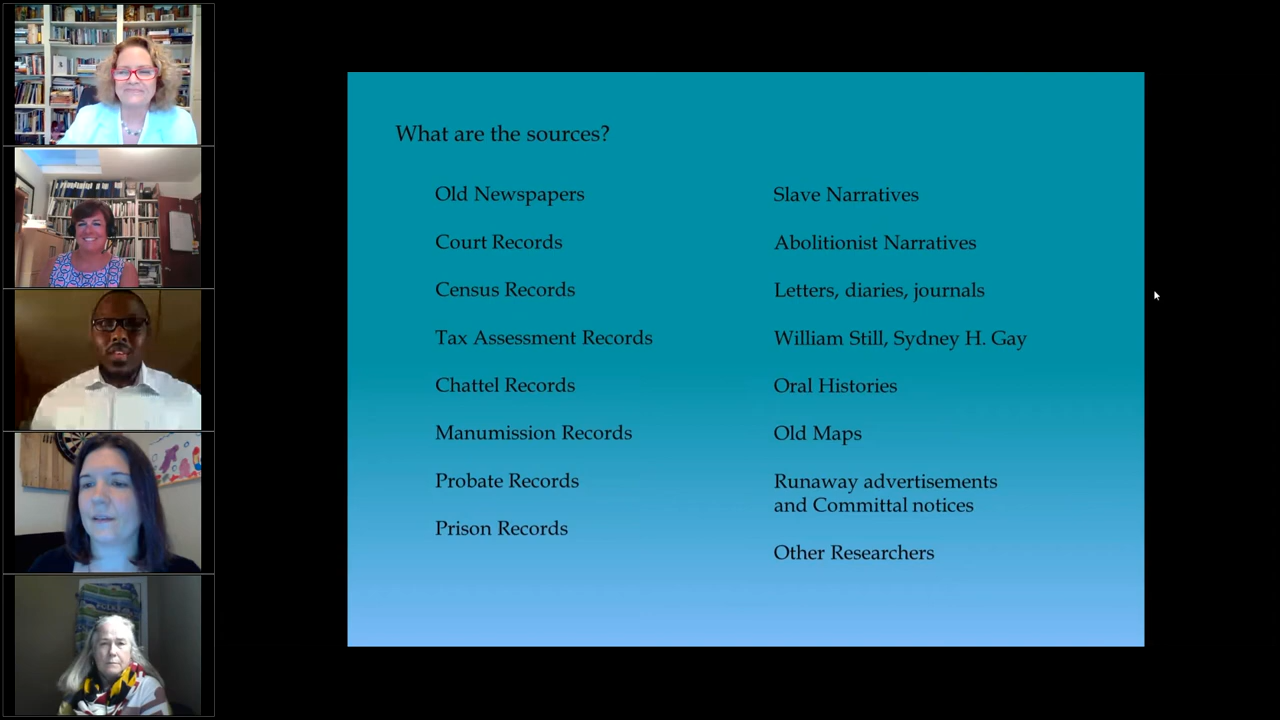 What are the sources?
Old Newspapers
Court Records
Census Records
Tax Assessment Records
Chattel Records
Manumission Records
Probate Records
Prison Records
Slave Narratives
Abolitionist Narratives
Letters, diaries, journals
William Still, Sydney H. Gay
Oral Histories
Old Maps
Runaway advertisements
and Committal notices
Other Researchers